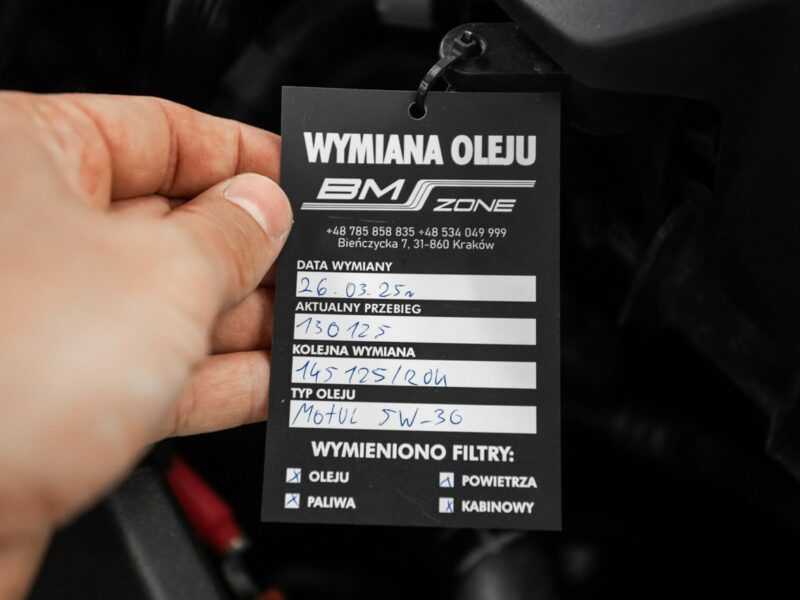 WYMIANA OLEJU
BM ZONE
+48 785 858 835 +48 534 049 999
Bieńczycka 7, 31-860 Kraków
DATA WYMIANY
26.03.25r
AKTUALNY PRZEBIEG
130125
KOLEJNA WYMIANA
145125/ROK
TYP OLEJU
Motul 5W-30
WYMIENIONO FILTRY:
X OLEJU X POWIETRZA
X PALIWA X KABINOWY